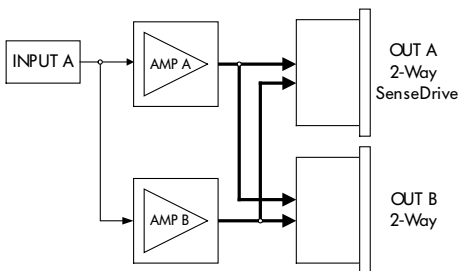 INPUT A
AMP A
OUT A
2-Way
SenseDrive
AMP B
OUT B
2-Way